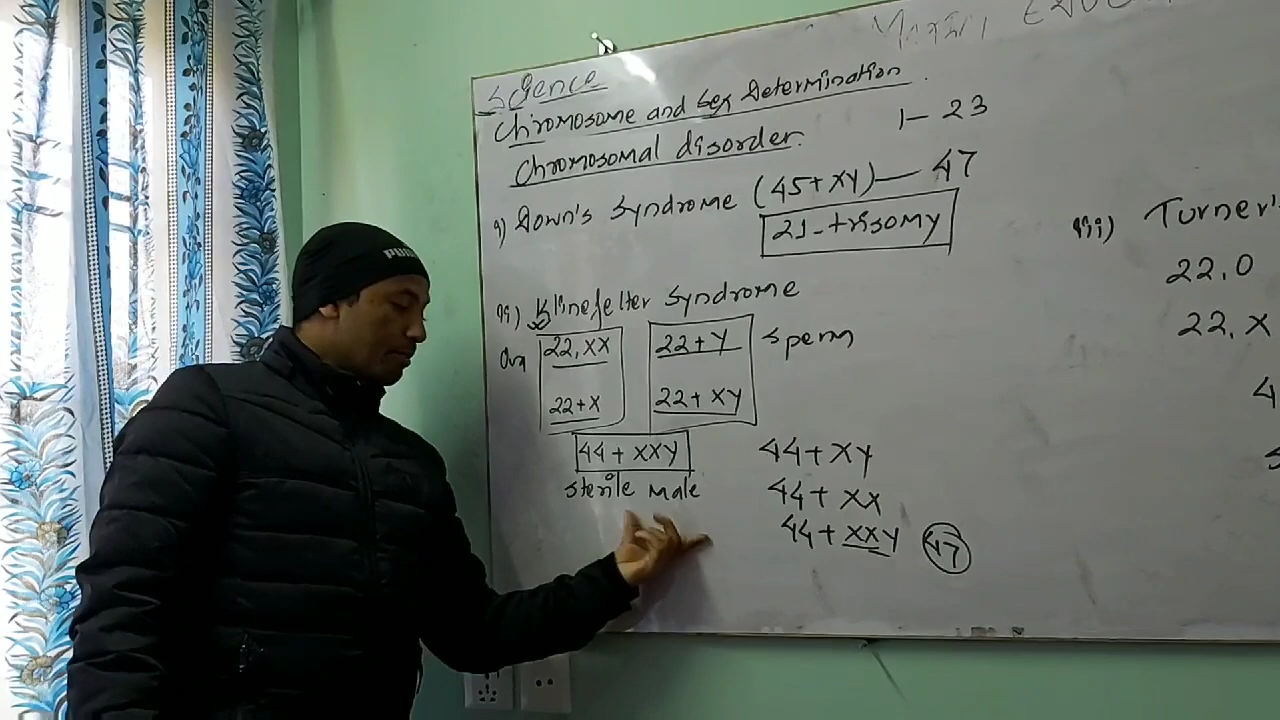 Science
Chromosome and Sex Determination.
Chromosomal disorder.
1-23
i) Down's Syndrome (45+XY)— 47
21-trisomy
ii) Klinefelter Syndrome
Ova 22,XX 22+Y Sperm
22+X 22+XY
44+XXY
Sterile Male
44+XY
44+XX
44+XXY 47
iii) Turner's
22,0
22,X
4
PUMA